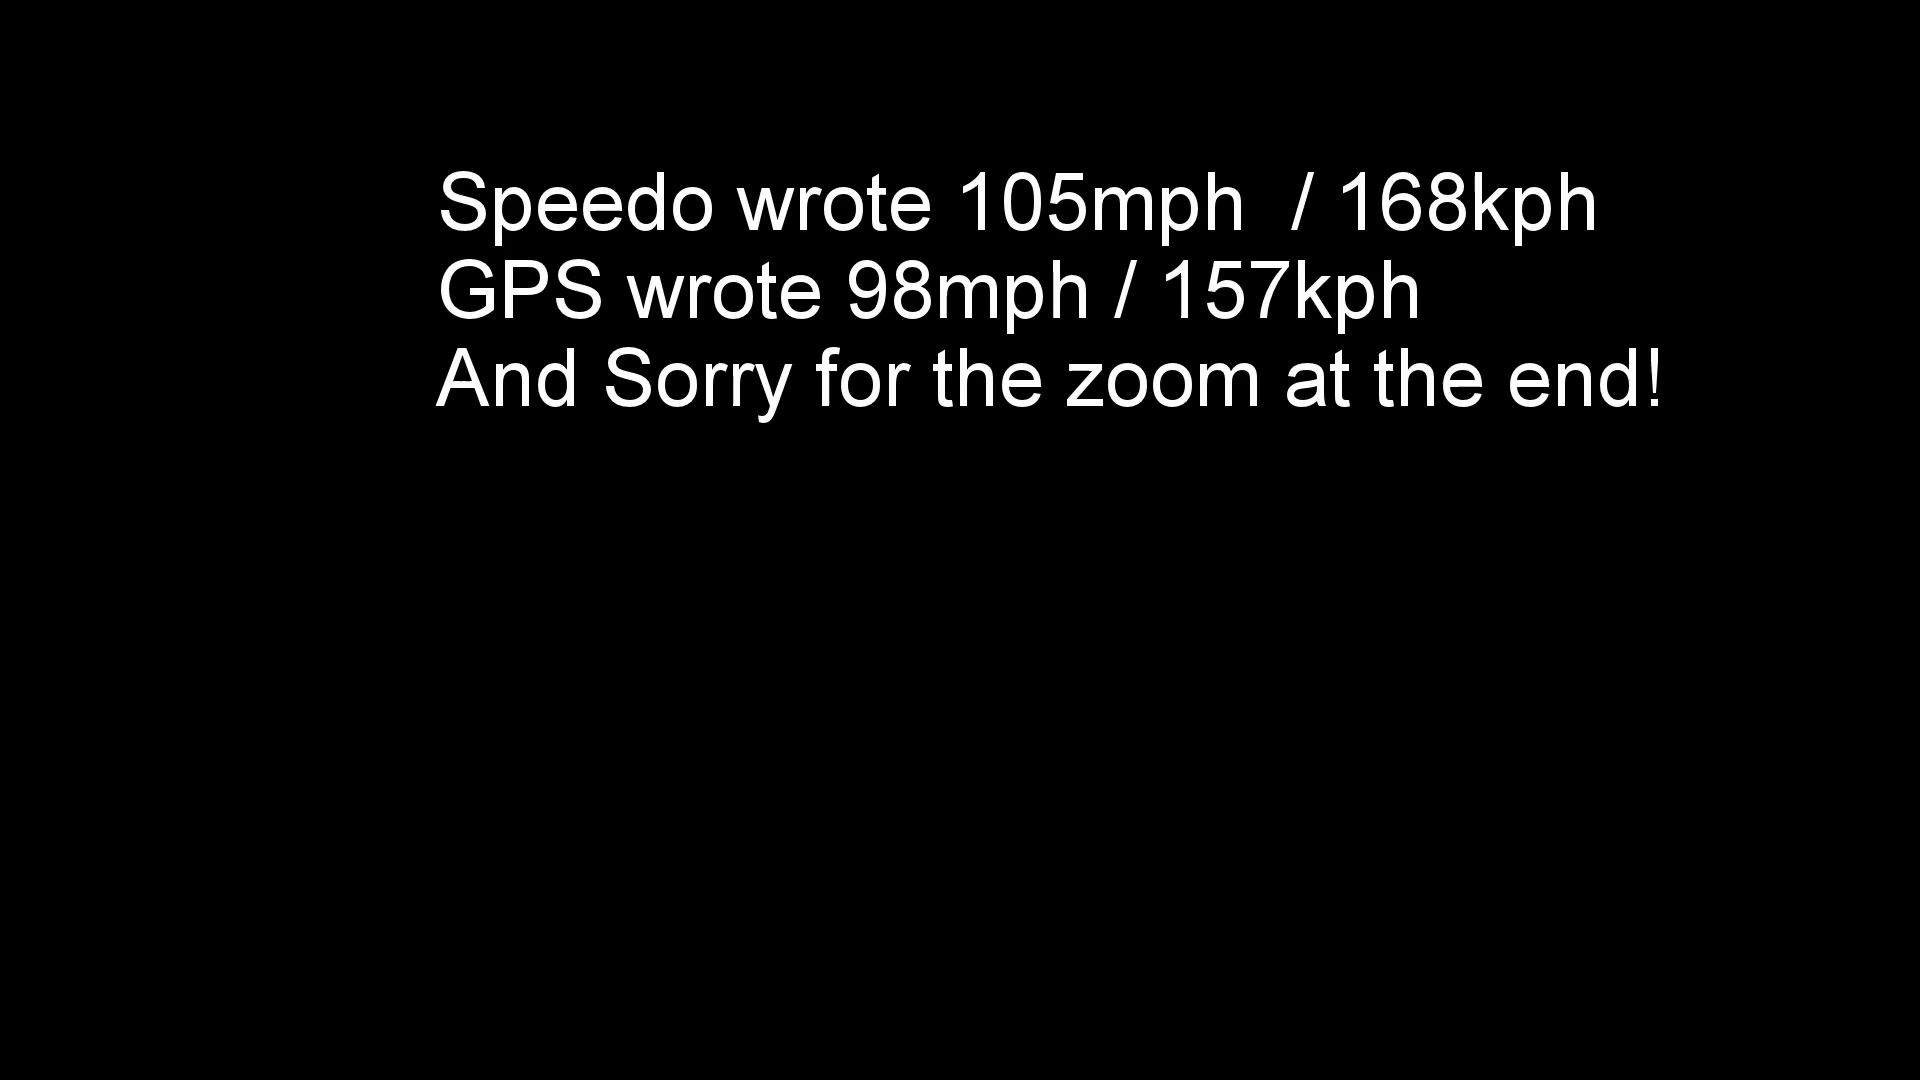 Speedo wrote 105mph  / 168kph
GPS wrote 98mph / 157kph
And Sorry for the zoom at the end!